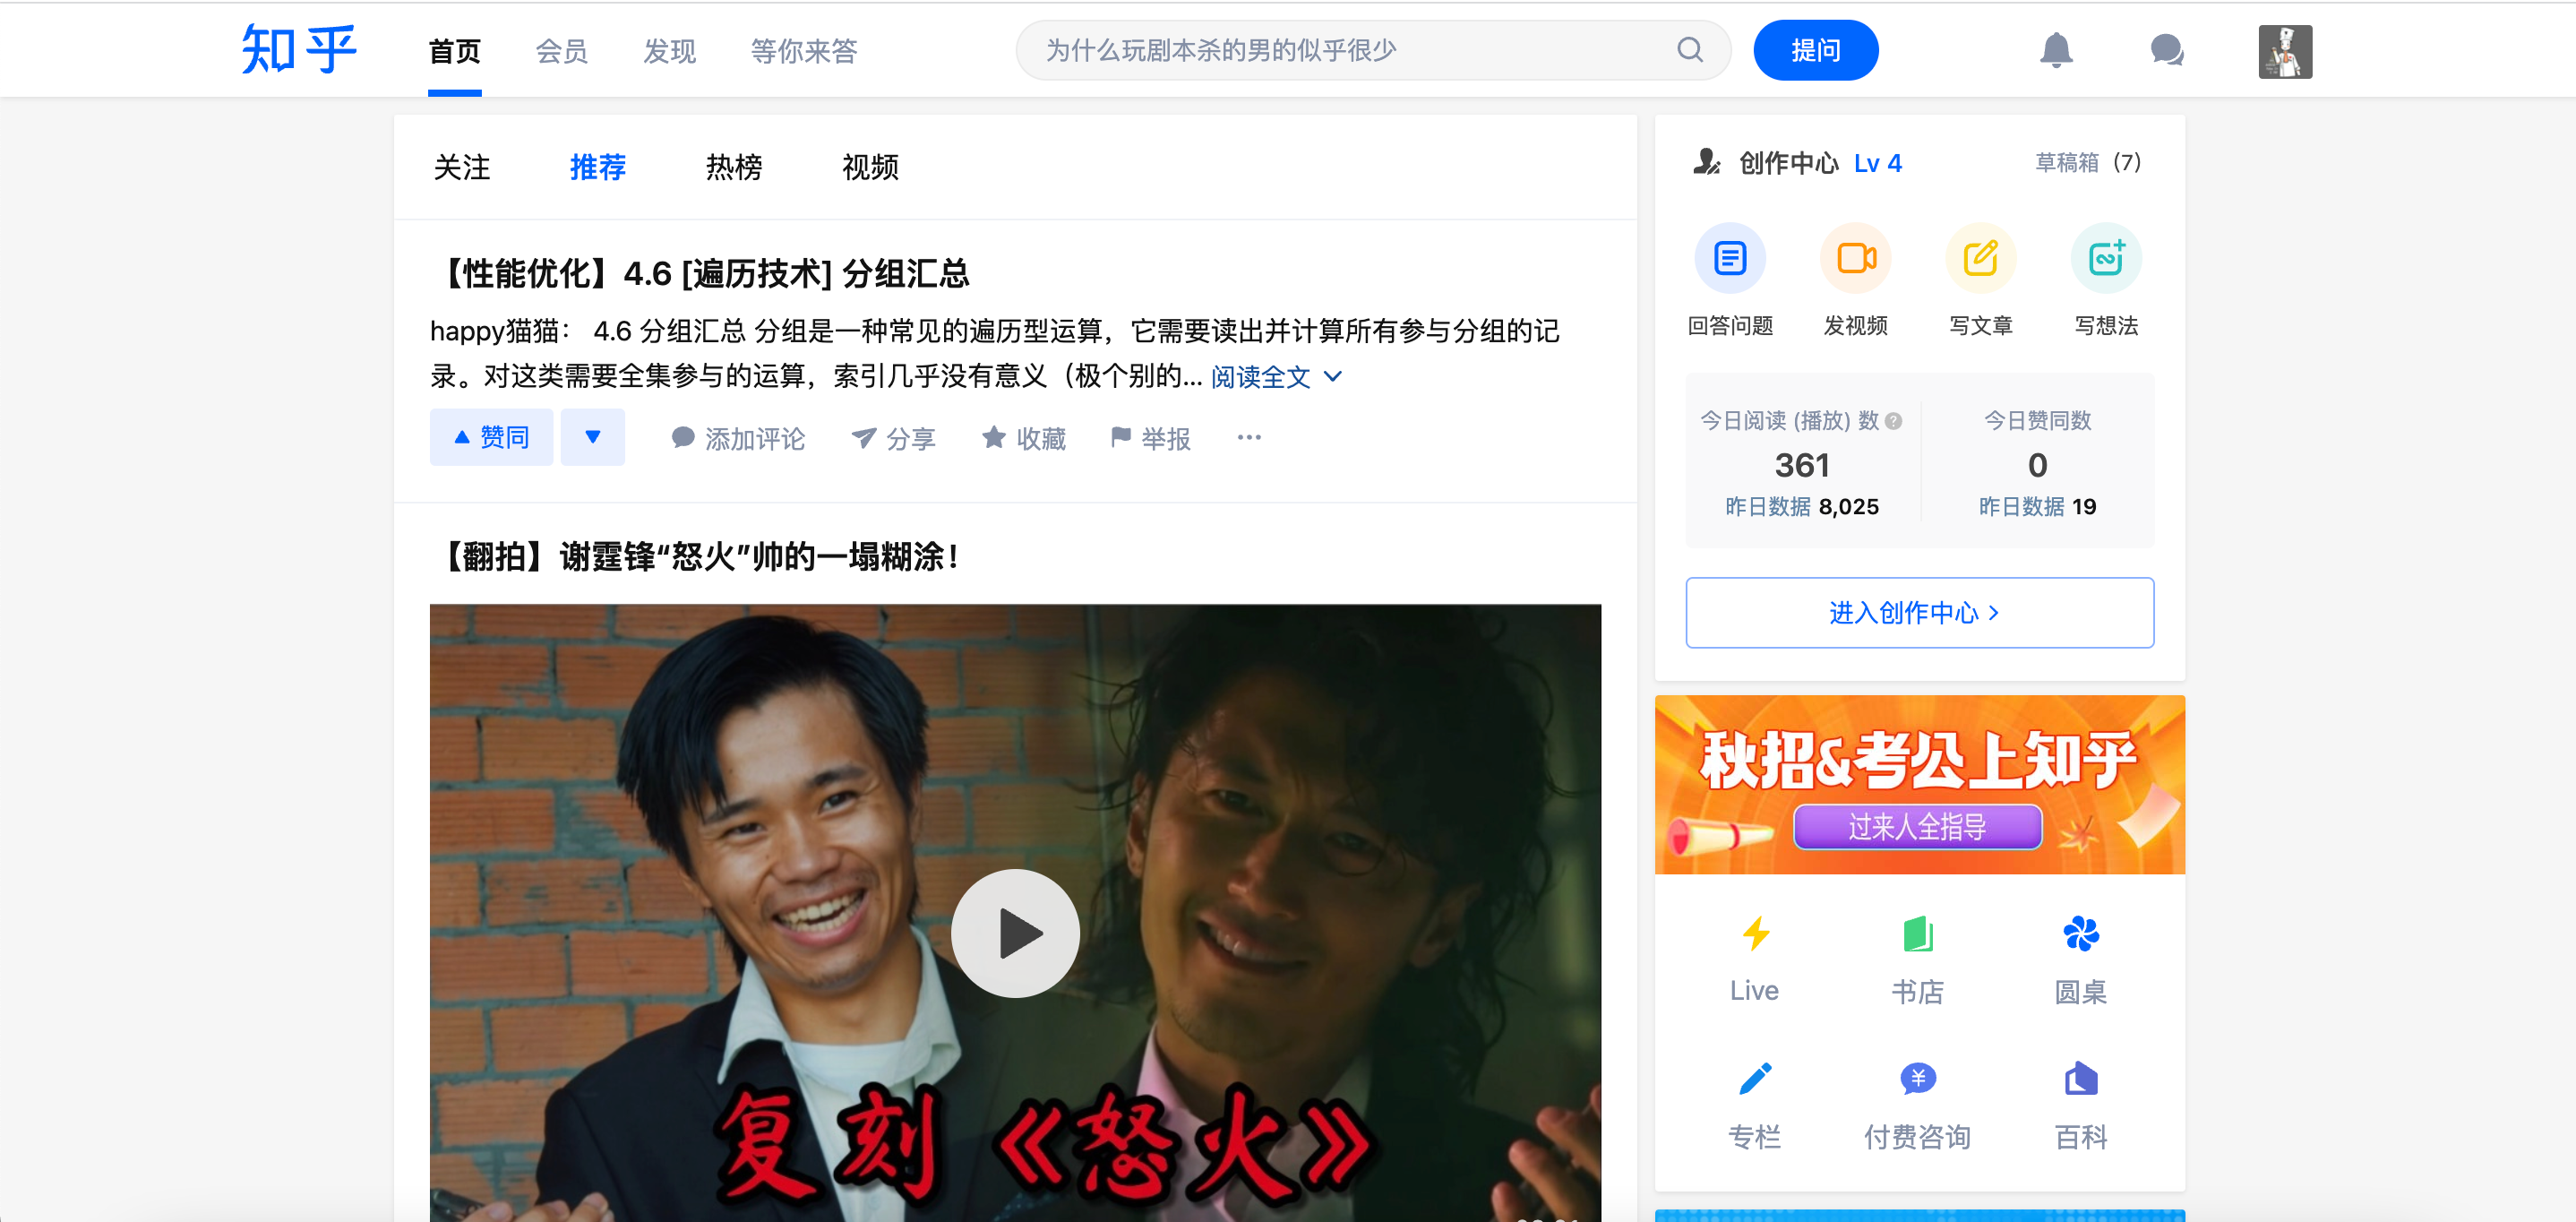 知乎
首页 会员 发现 等你来答
为什么玩剧本杀的男的似乎很少
提问
关注 推荐 热榜 视频
【性能优化】4.6 [遍历技术] 分组汇总
happy猫猫： 4.6 分组汇总 分组是一种常见的遍历型运算，它需要读出并计算所有参与分组的记
录。对这类需要全集参与的运算，索引几乎没有意义（极个别的... 阅读全文
赞同 添加评论 分享 收藏 举报 ···
【翻拍】谢霆锋“怒火”帅的一塌糊涂！
复刻《怒火》
创作中心 Lv 4 草稿箱 (7)
回答问题 发视频 写文章 写想法
今日阅读 (播放) 数 ? 今日赞同数
361 0
昨日数据 8,025 昨日数据 19
进入创作中心
秋招&考公上知乎
过来人全指导
Live 书店 圆桌
专栏 付费咨询 百科